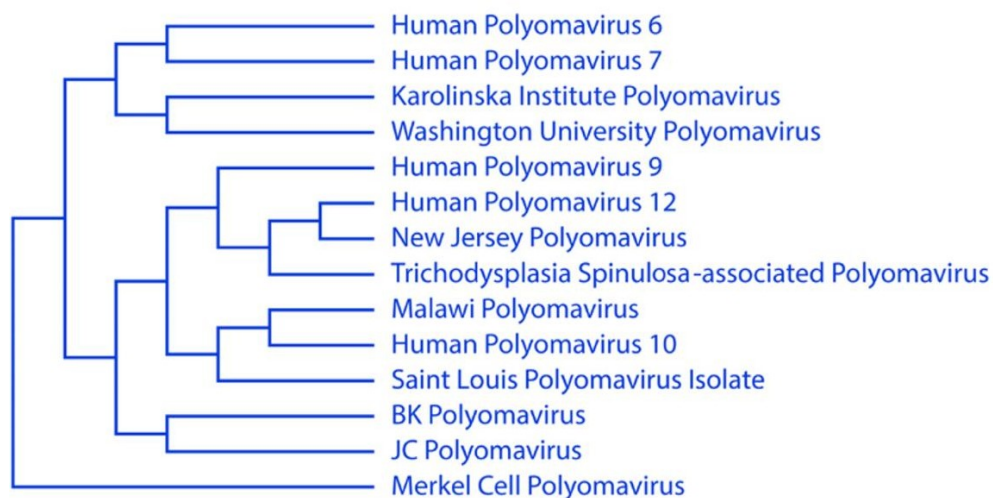 Human Polyomavirus 6
Human Polyomavirus 7
Karolinska Institute Polyomavirus
Washington University Polyomavirus
Human Polyomavirus 9
Human Polyomavirus 12
New Jersey Polyomavirus
Trichodysplasia Spinulosa-associated Polyomavirus
Malawi Polyomavirus
Human Polyomavirus 10
Saint Louis Polyomavirus Isolate
BK Polyomavirus
JC Polyomavirus
Merkel Cell Polyomavirus